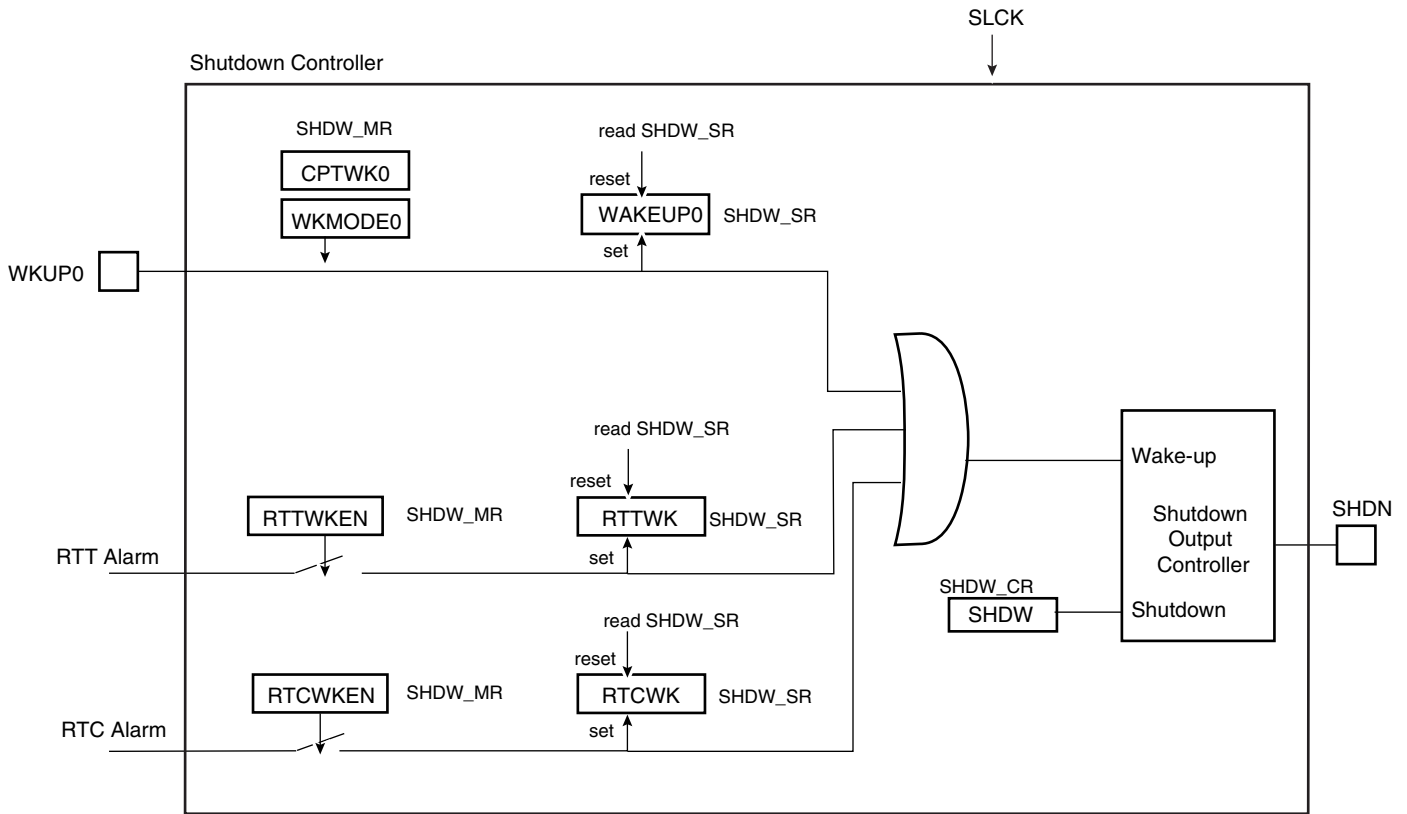 SLCK
Shutdown Controller
SHDW_MR
read SHDW_SR
CPTWK0
reset
WKMODE0
WAKEUP0
SHDW_SR
set
WKUP0
read SHDW_SR
Wake-up
reset
RTTWKEN
SHDW_MR
RTTWK
SHDW_SR
Shutdown
Output
Controller
SHDN
RTT Alarm
set
SHDW_CR
SHDW
Shutdown
read SHDW_SR
reset
RTCWKEN
SHDW_MR
RTCWK
SHDW_SR
RTC Alarm
set